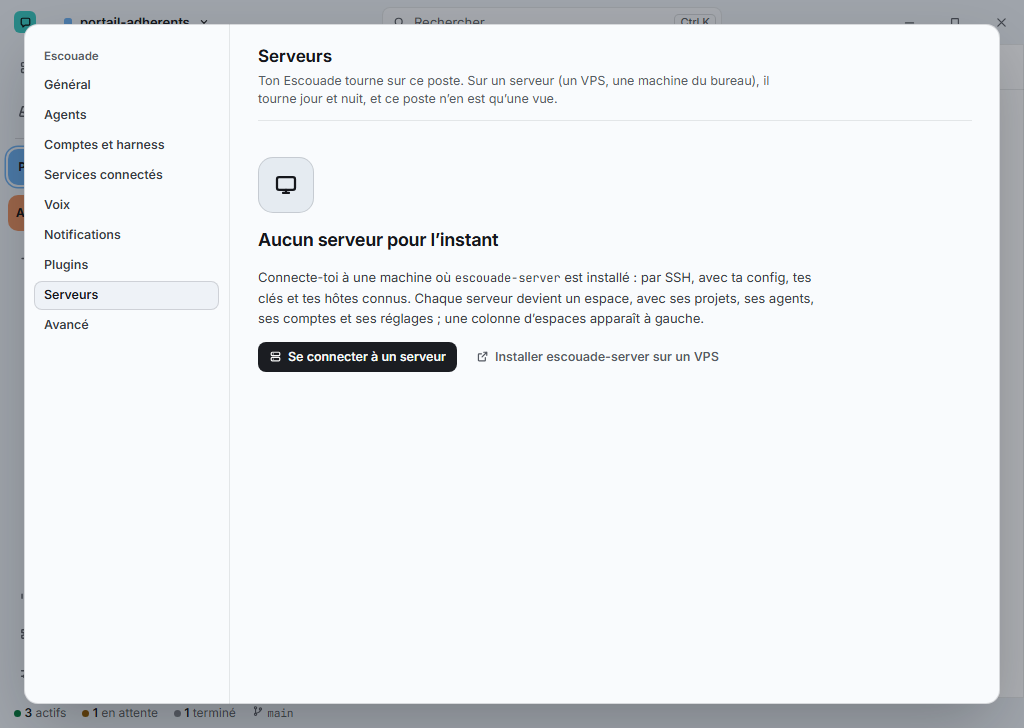 portail-adherents
Rechercher
Ctrl K
Escouade
Général
Agents
Comptes et harness
Services connectés
Voix
Notifications
Plugins
Serveurs
Avancé
Serveurs
Ton Escouade tourne sur ce poste. Sur un serveur (un VPS, une machine du bureau), il
tourne jour et nuit, et ce poste n’en est qu’une vue.
Aucun serveur pour l’instant
Connecte-toi à une machine où escouade-server est installé : par SSH, avec ta config, tes
clés et tes hôtes connus. Chaque serveur devient un espace, avec ses projets, ses agents,
ses comptes et ses réglages ; une colonne d’espaces apparaît à gauche.
Se connecter à un serveur
Installer escouade-server sur un VPS
3 actifs
1 en attente
1 terminé
main